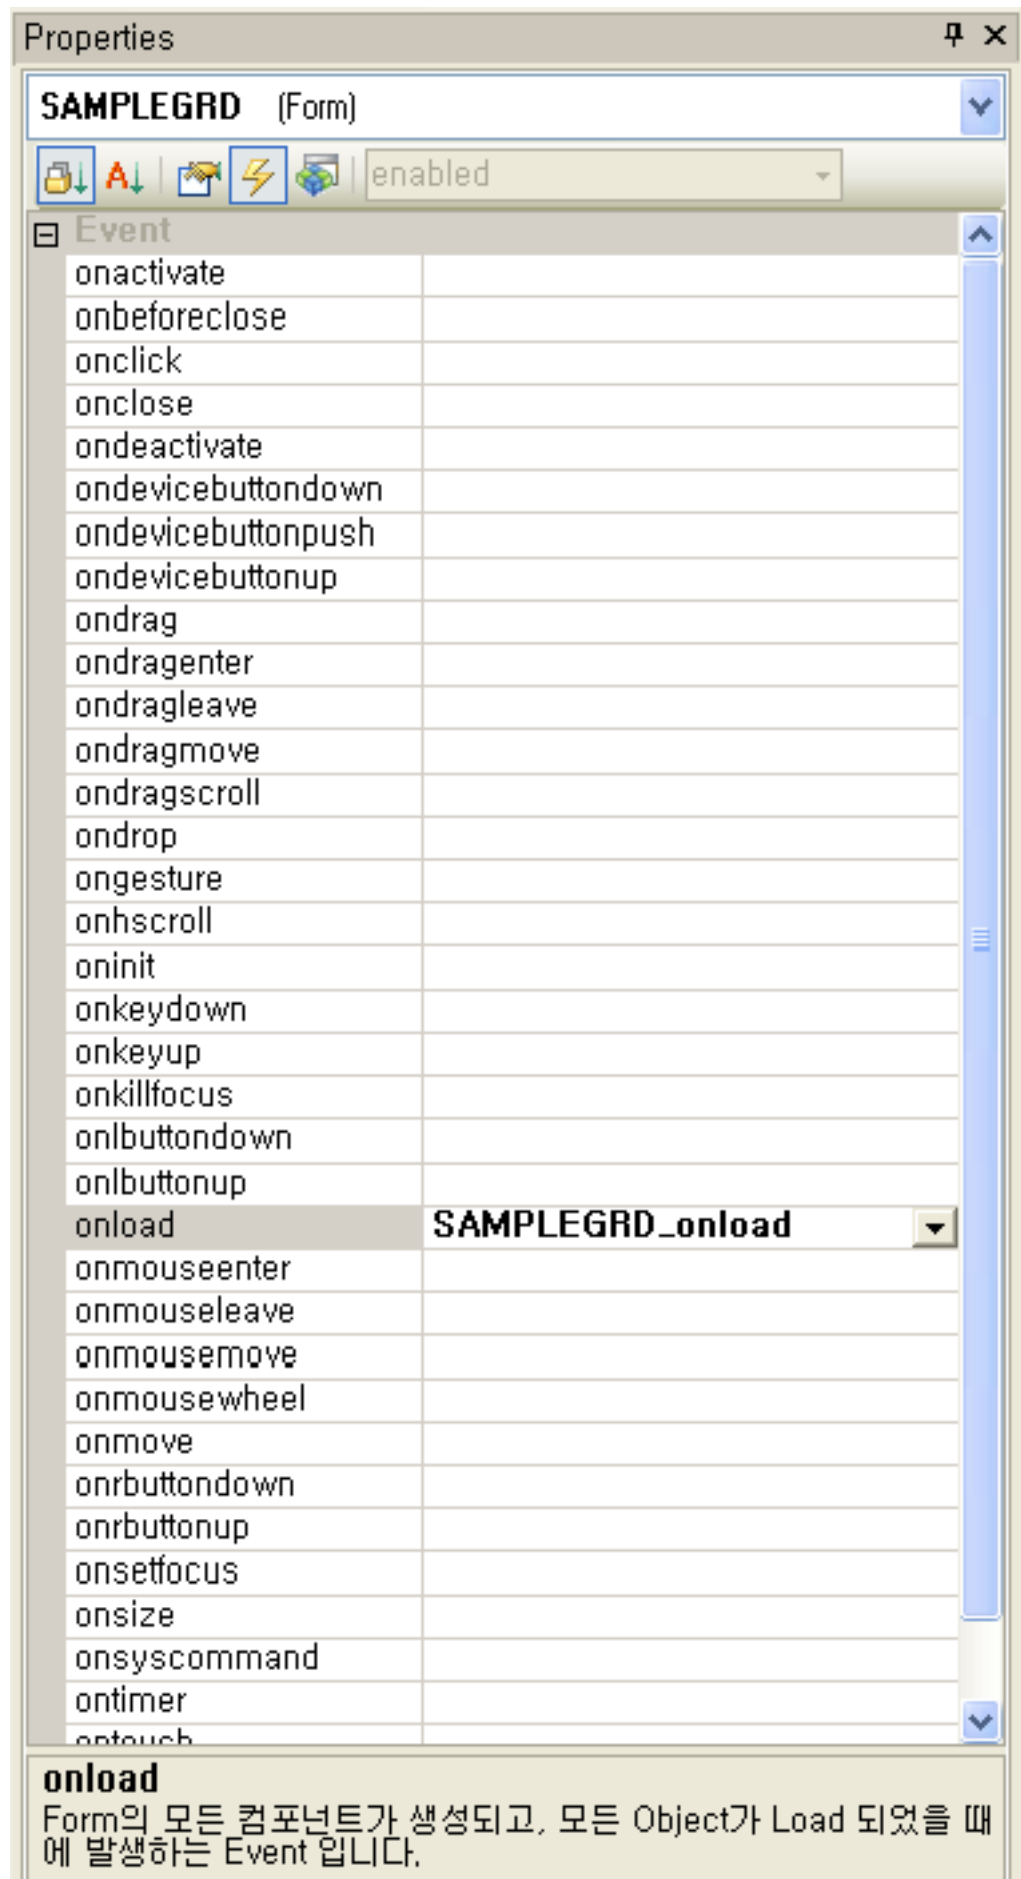 Properties
SAMPLEGRD (Form)
enabled
Event
onactivate
onbeforeclose
onclick
onclose
ondeactivate
ondevicebuttondown
ondevicebuttonpush
ondevicebuttonup
ondrag
ondragenter
ondragleave
ondragmove
ondragscroll
ondrop
ongesture
onhscroll
oninit
onkeydown
onkeyup
onkillfocus
onlbuttondown
onlbuttonup
onload SAMPLEGRD_onload
onmouseenter
onmouseleave
onmousemove
onmousewheel
onmove
onrbuttondown
onrbuttonup
onsetfocus
onsize
onsyscommand
ontimer
ontouch
onload
Form의 모든 컴포넌트가 생성되고, 모든 Object가 Load 되었을 때
에 발생하는 Event 입니다.